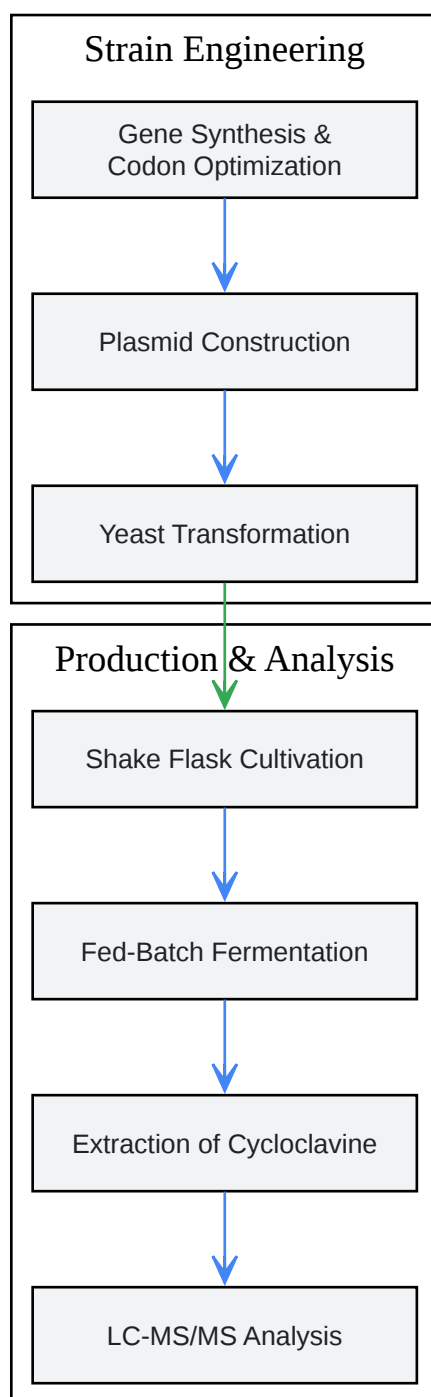 Strain Engineering
Gene Synthesis &
Codon Optimization
Plasmid Construction
Yeast Transformation
Production & Analysis
Shake Flask Cultivation
Fed-Batch Fermentation
Extraction of Cycloclavine
LC-MS/MS Analysis